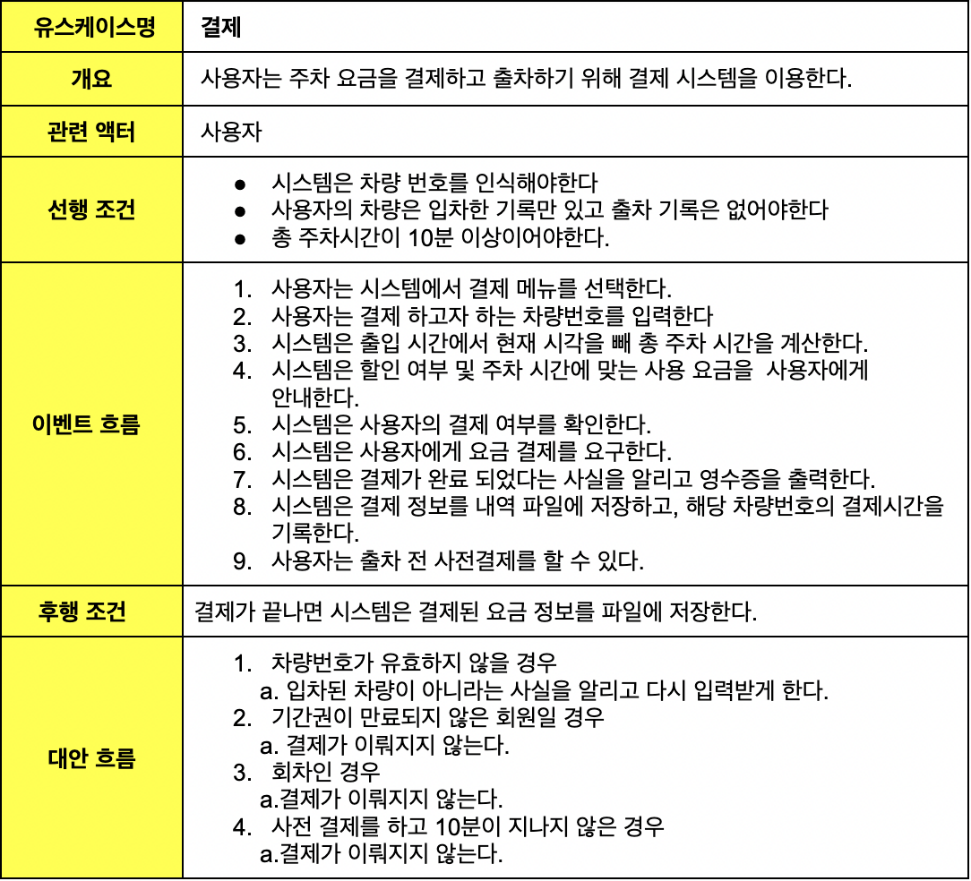 유스케이스명 결제
개요 사용자는 주차 요금을 결제하고 출차하기 위해 결제 시스템을 이용한다.
관련 액터 사용자
선행 조건
● 시스템은 차량 번호를 인식해야한다
● 사용자의 차량은 입차한 기록만 있고 출차 기록은 없어야한다
● 총 주차시간이 10분 이상이어야한다.
이벤트 흐름
1. 사용자는 시스템에서 결제 메뉴를 선택한다.
2. 사용자는 결제 하고자 하는 차량번호를 입력한다
3. 시스템은 출입 시간에서 현재 시각을 빼 총 주차 시간을 계산한다.
4. 시스템은 할인 여부 및 주차 시간에 맞는 사용 요금을 사용자에게
안내한다.
5. 시스템은 사용자의 결제 여부를 확인한다.
6. 시스템은 사용자에게 요금 결제를 요구한다.
7. 시스템은 결제가 완료 되었다는 사실을 알리고 영수증을 출력한다.
8. 시스템은 결제 정보를 내역 파일에 저장하고, 해당 차량번호의 결제시간을
기록한다.
9. 사용자는 출차 전 사전결제를 할 수 있다.
후행 조건 결제가 끝나면 시스템은 결제된 요금 정보를 파일에 저장한다.
대안 흐름
1. 차량번호가 유효하지 않을 경우
a. 입차된 차량이 아니라는 사실을 알리고 다시 입력받게 한다.
2. 기간권이 만료되지 않은 회원일 경우
a. 결제가 이뤄지지 않는다.
3. 회차인 경우
a.결제가 이뤄지지 않는다.
4. 사전 결제를 하고 10분이 지나지 않은 경우
a.결제가 이뤄지지 않는다.